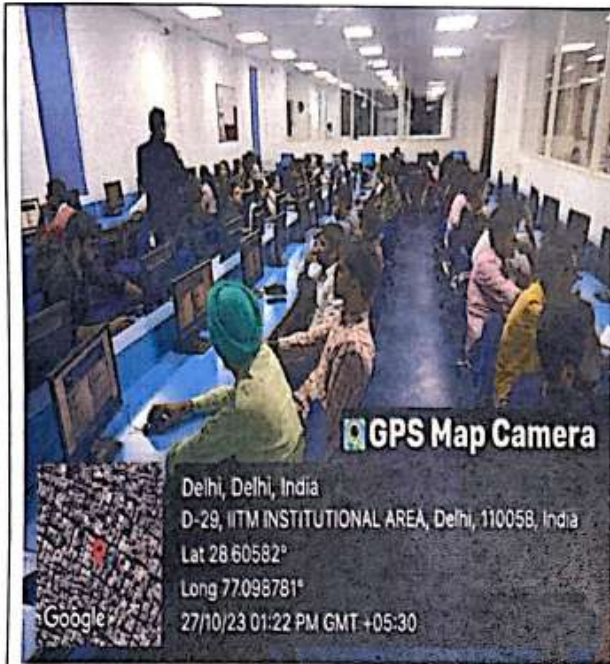 GPS Map Camera
Delhi, Delhi, India
D-29, IITM INSTITUTIONAL AREA, Delhi, 110058, India
Lat 28.60582°
Long 77.098781°
27/10/23 01:22 PM GMT +05:30
Google